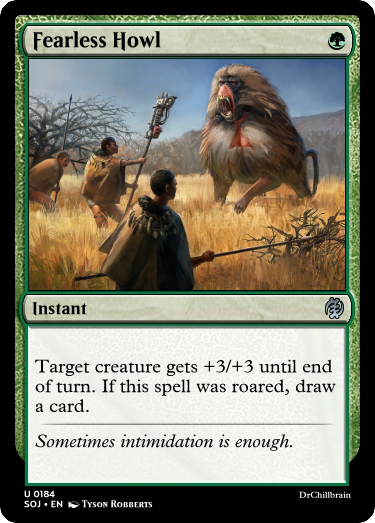 Fearless Howl
Instant
Target creature gets +3/+3 until end
of turn. If this spell was roared, draw
a card.
Sometimes intimidation is enough.
U 0184
SOJ • EN Tyson Robberts
DrChillbrain